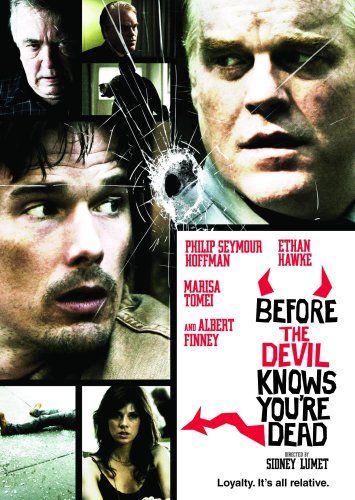 PHILIP SEYMOUR
HOFFMAN
ETHAN
HAWKE
MARISA
TOMEI
AND ALBERT
FINNEY
BEFORE
THE
DEVIL
KNOWS
YOU'RE
DEAD
DIRECTED BY
SIDNEY LUMET
Loyalty. It's all relative.